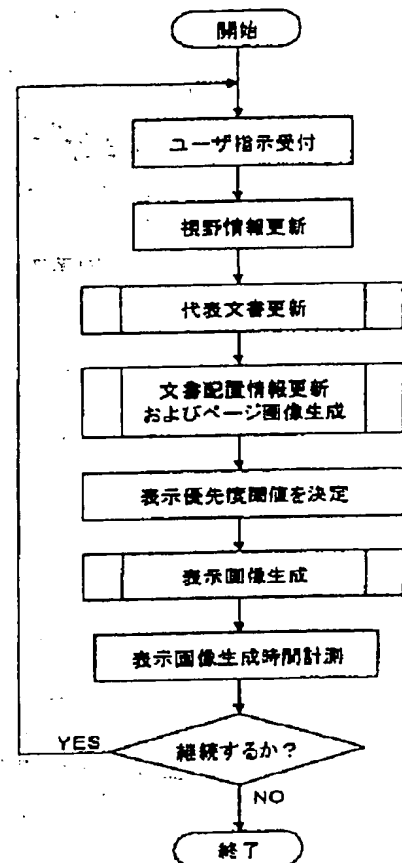 開始
ユーザ指示受付
視野情報更新
代表文書更新
文書配置情報更新
およびページ画像生成
表示優先度閾値を決定
表示画像生成
表示画像生成時間計測
継続するか？
YES
NO
終了